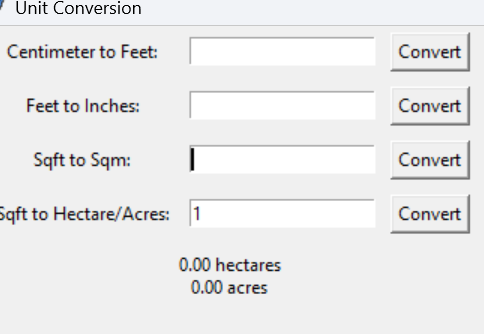 Unit Conversion
Centimeter to Feet: Convert
Feet to Inches: Convert
Sqft to Sqm: Convert
Sqft to Hectare/Acres: 1 Convert
0.00 hectares
0.00 acres